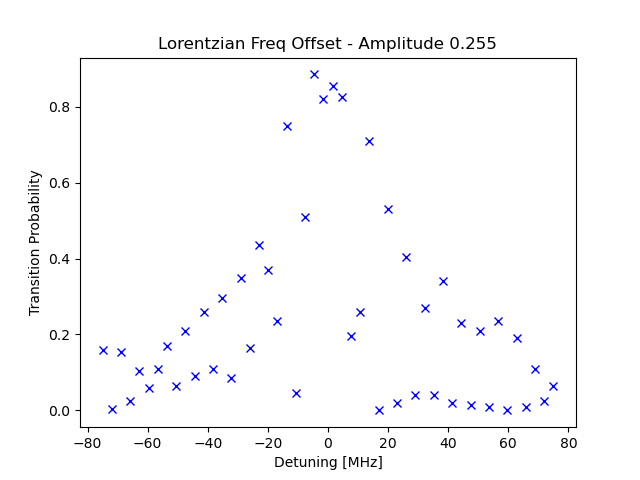 Lorentzian Freq Offset - Amplitude 0.255
Transition Probability
0.8
0.6
0.4
0.2
0.0
−80 −60 −40 −20 0 20 40 60 80
Detuning [MHz]